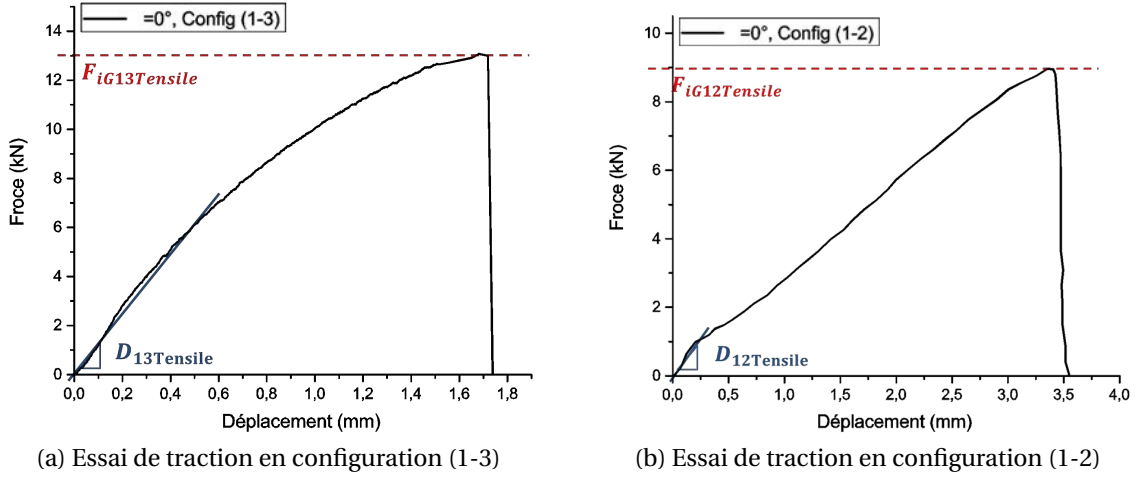 =0°, Config (1-3)
F_iG13Tensile
D_13Tensile
Froce (kN)
14
12
10
8
6
4
2
0
0,0 0,2 0,4 0,6 0,8 1,0 1,2 1,4 1,6 1,8
Déplacement (mm)
(a) Essai de traction en configuration (1-3)
=0°, Config (1-2)
F_iG12Tensile
D_12Tensile
Froce (kN)
10
8
6
4
2
0
0,0 0,5 1,0 1,5 2,0 2,5 3,0 3,5 4,0
Déplacement (mm)
(b) Essai de traction en configuration (1-2)